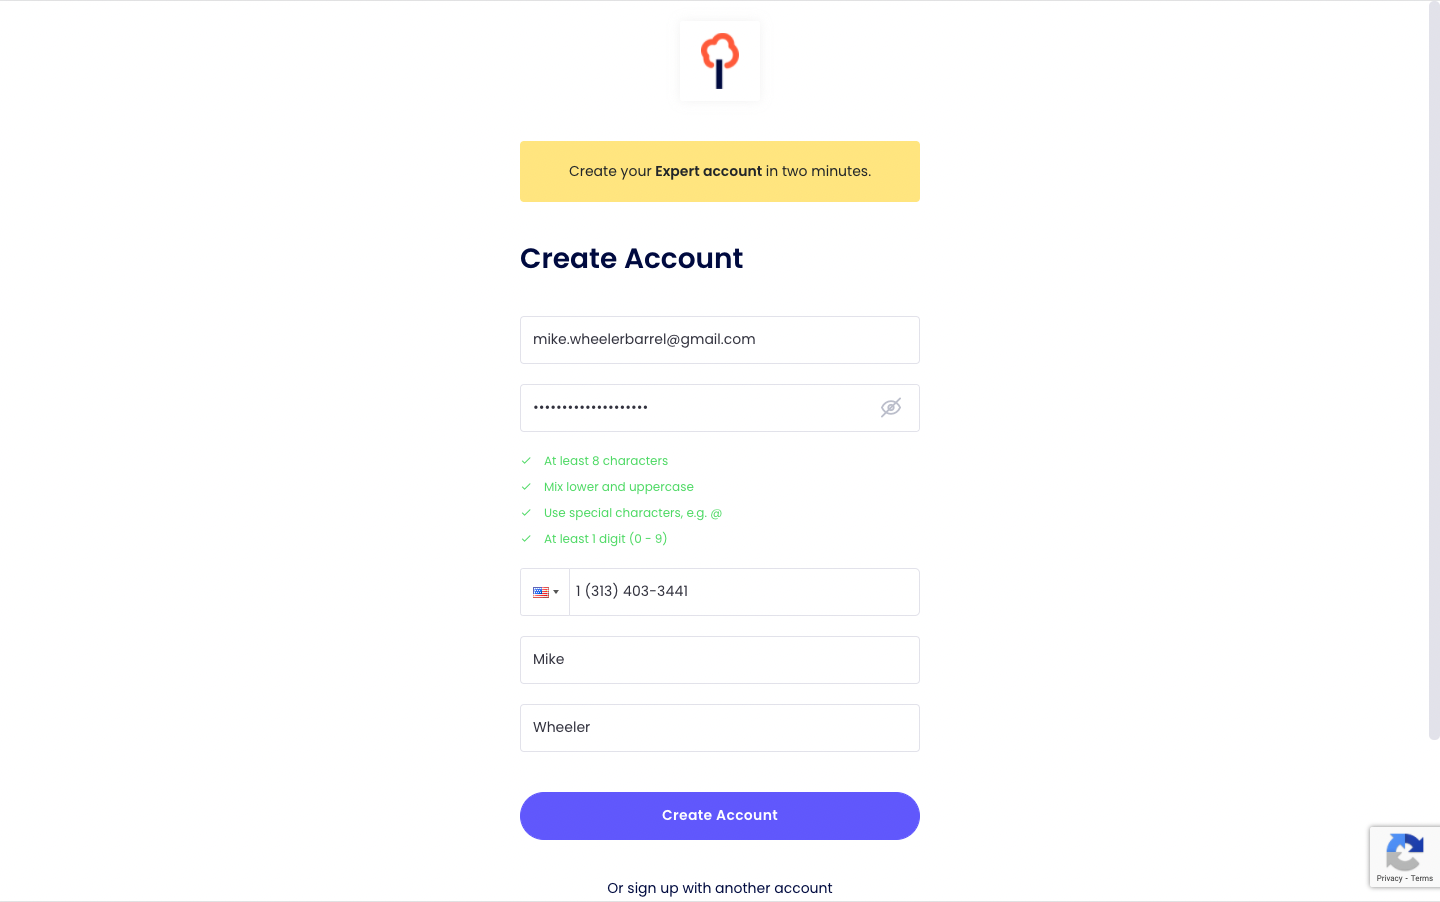 Create your Expert account in two minutes.
Create Account
mike.wheelerbarrel@gmail.com
••••••••••••••••••••
At least 8 characters
Mix lower and uppercase
Use special characters, e.g. @
At least 1 digit (0 - 9)
1 (313) 403-3441
Mike
Wheeler
Create Account
Or sign up with another account
Privacy - Terms